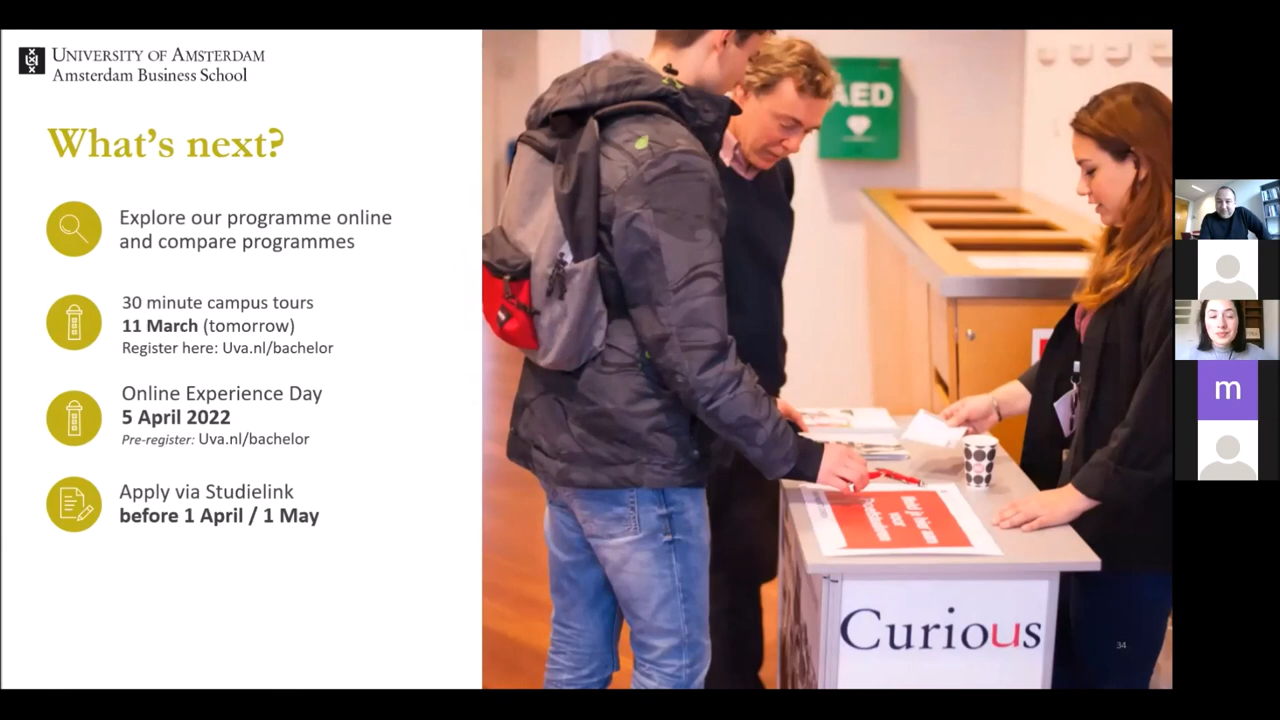 UNIVERSITY OF AMSTERDAM
Amsterdam Business School
What's next?
Explore our programme online
and compare programmes
30 minute campus tours
11 March (tomorrow)
Register here: Uva.nl/bachelor
Online Experience Day
5 April 2022
Pre-register: Uva.nl/bachelor
Apply via Studielink
before 1 April / 1 May
AED
Curious
34
m